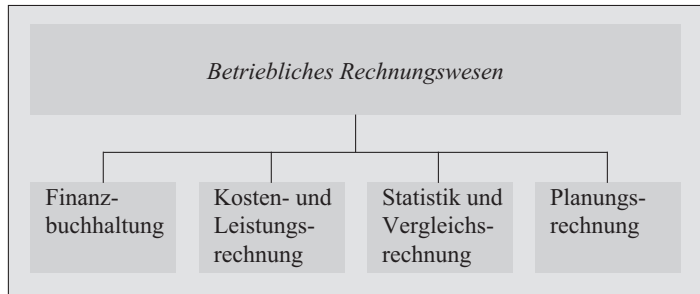 Betriebliches Rechnungswesen
Finanz-
buchhaltung
Kosten- und
Leistungs-
rechnung
Statistik und
Vergleichs-
rechnung
Planungs-
rechnung